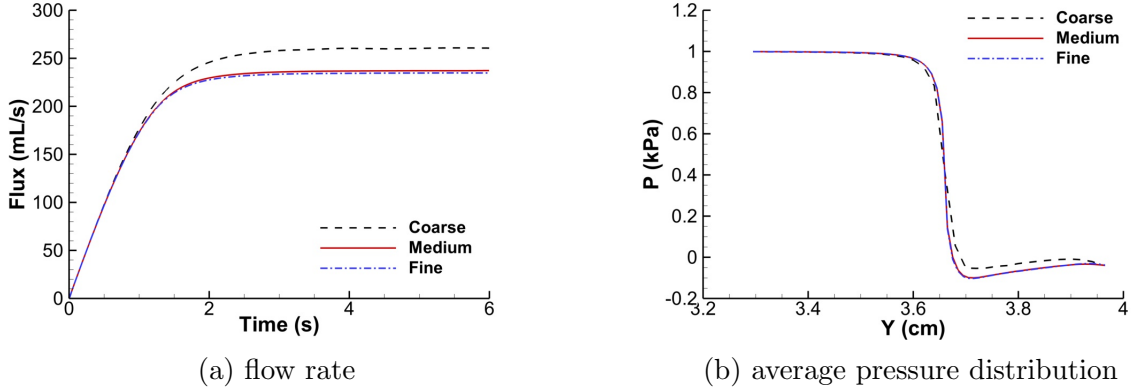 300
250
200
150
100
50
0
Flux (mL/s)
Coarse
Medium
Fine
0 2 4 6
Time (s)
(a) flow rate
1.2
1
0.8
0.6
0.4
0.2
0
-0.2
P (kPa)
Coarse
Medium
Fine
3.2 3.4 3.6 3.8 4
Y (cm)
(b) average pressure distribution